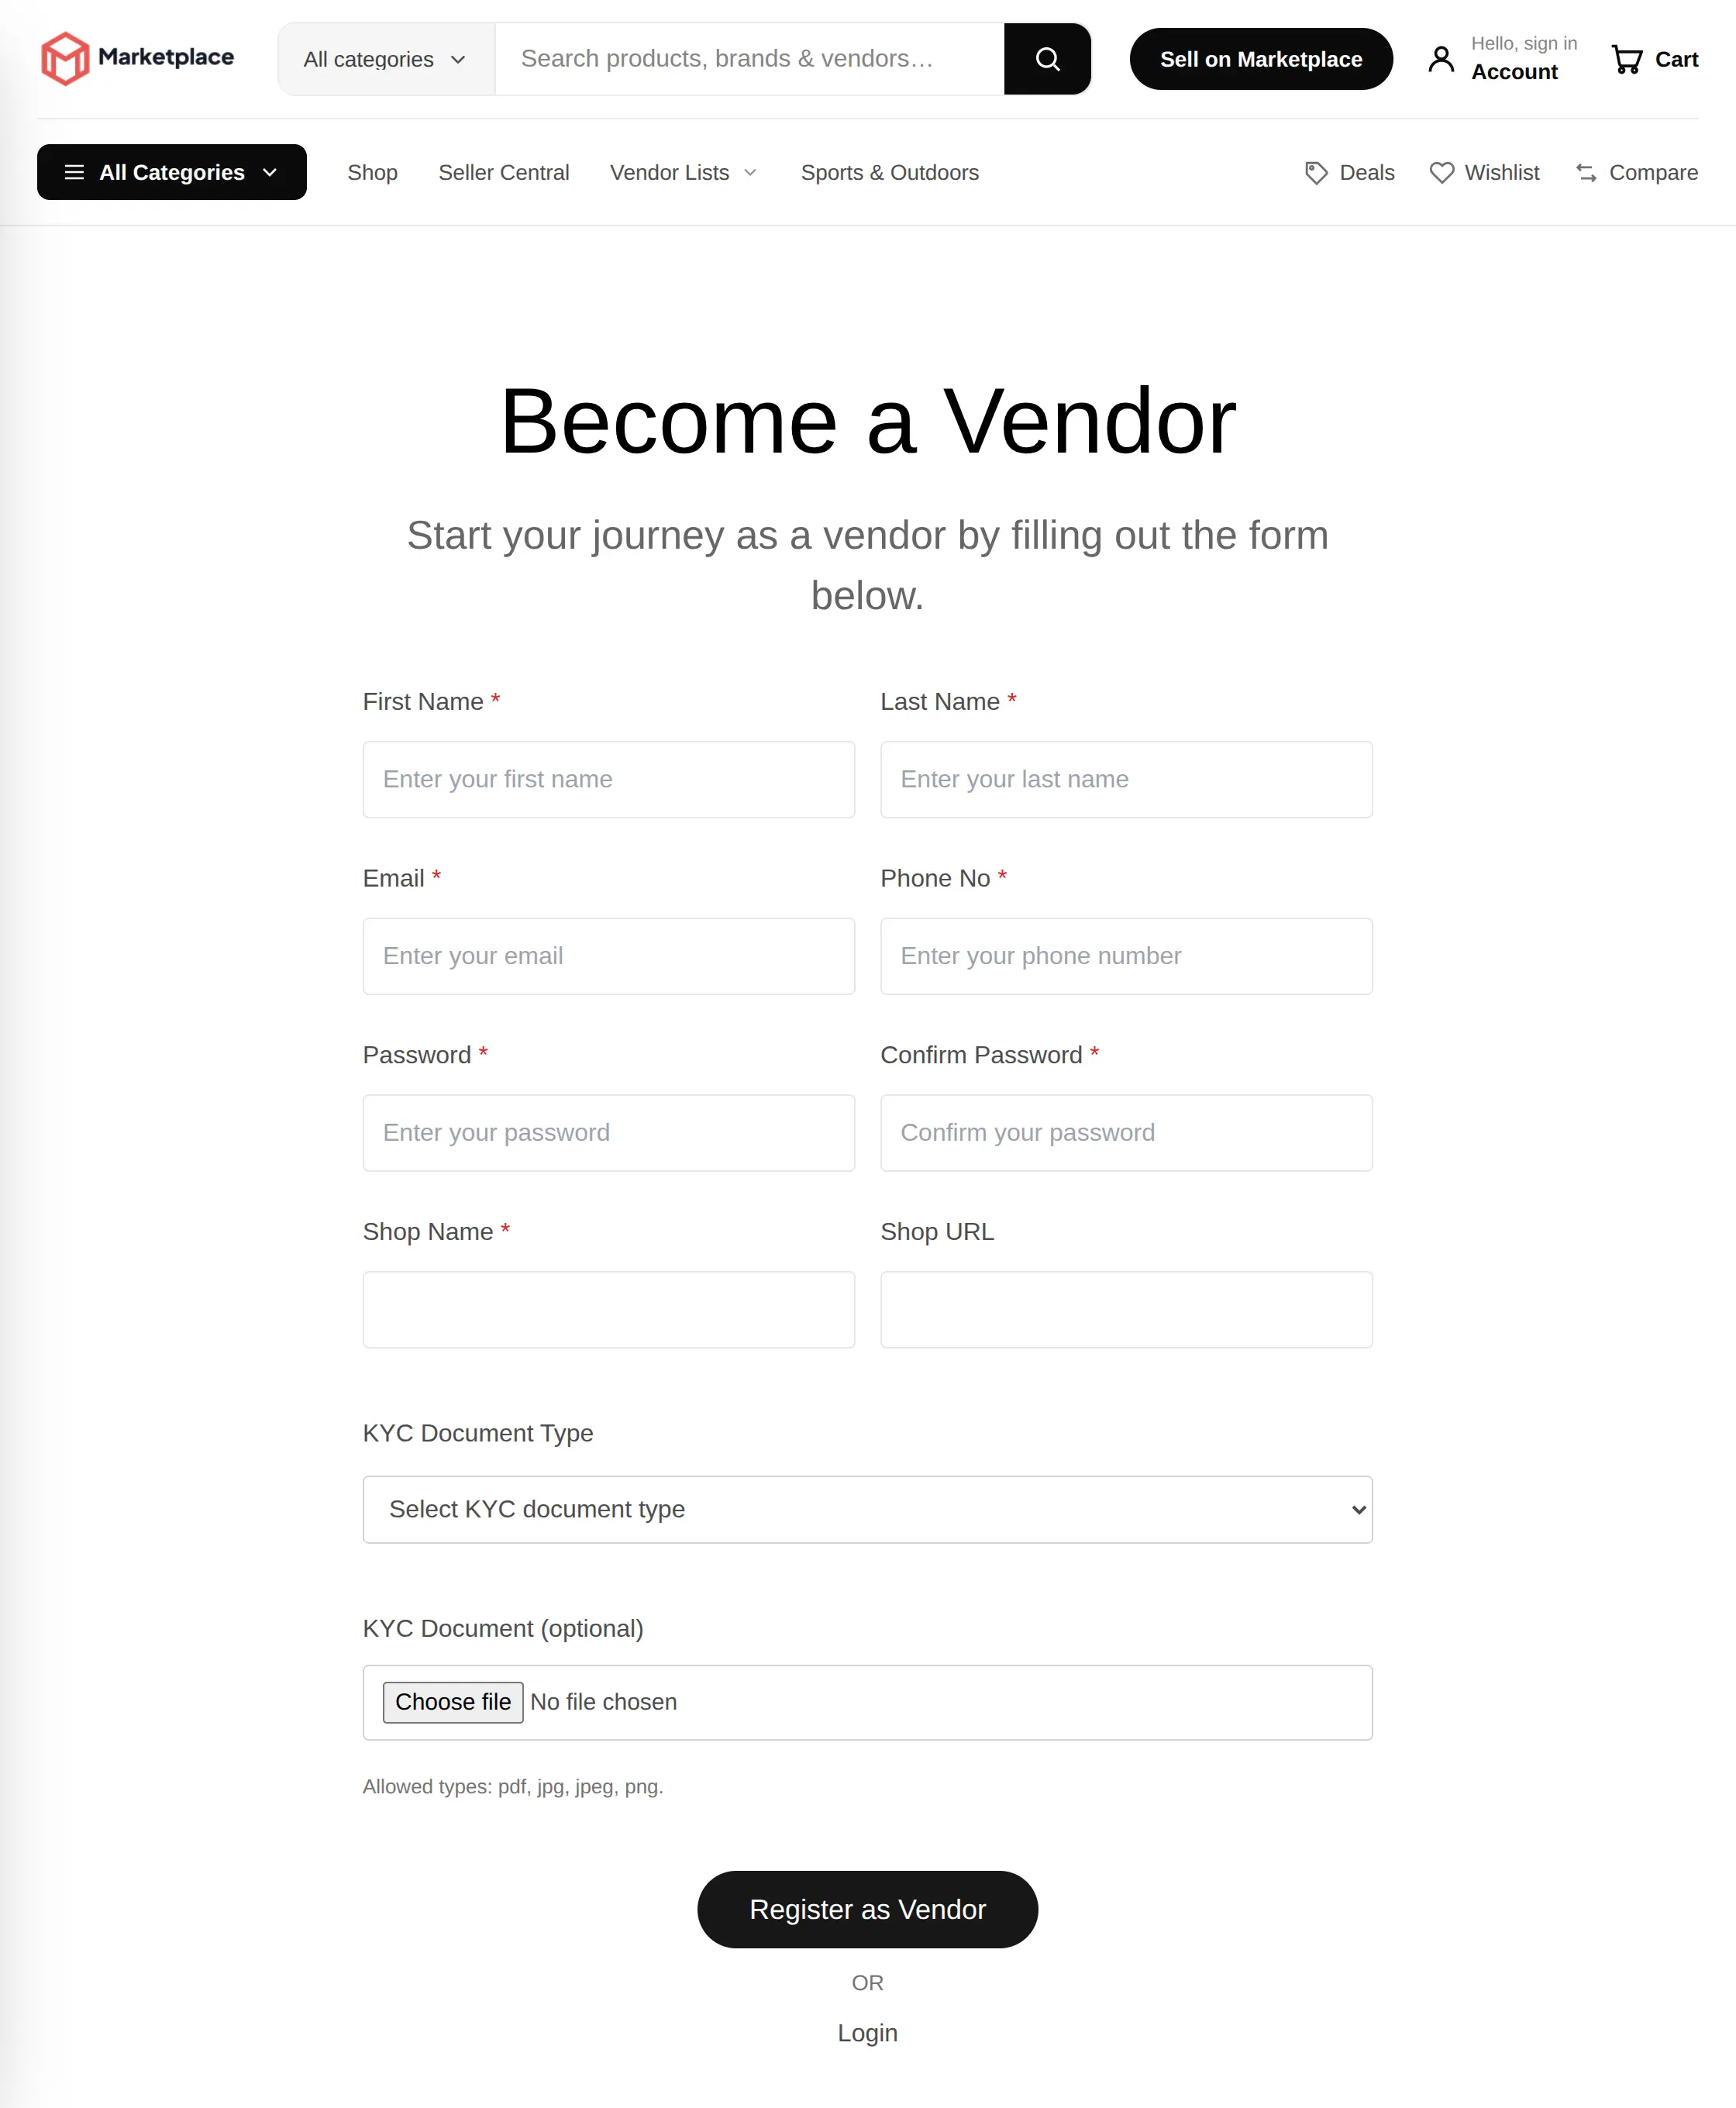 Marketplace
All categories
Search products, brands & vendors...
Sell on Marketplace
Hello, sign in
Account
Cart
All Categories
Shop
Seller Central
Vendor Lists
Sports & Outdoors
Deals
Wishlist
Compare
Become a Vendor
Start your journey as a vendor by filling out the form
below.
First Name *
Last Name *
Enter your first name
Enter your last name
Email *
Phone No *
Enter your email
Enter your phone number
Password *
Confirm Password *
Enter your password
Confirm your password
Shop Name *
Shop URL
KYC Document Type
Select KYC document type
KYC Document (optional)
Choose file No file chosen
Allowed types: pdf, jpg, jpeg, png.
Register as Vendor
OR
Login